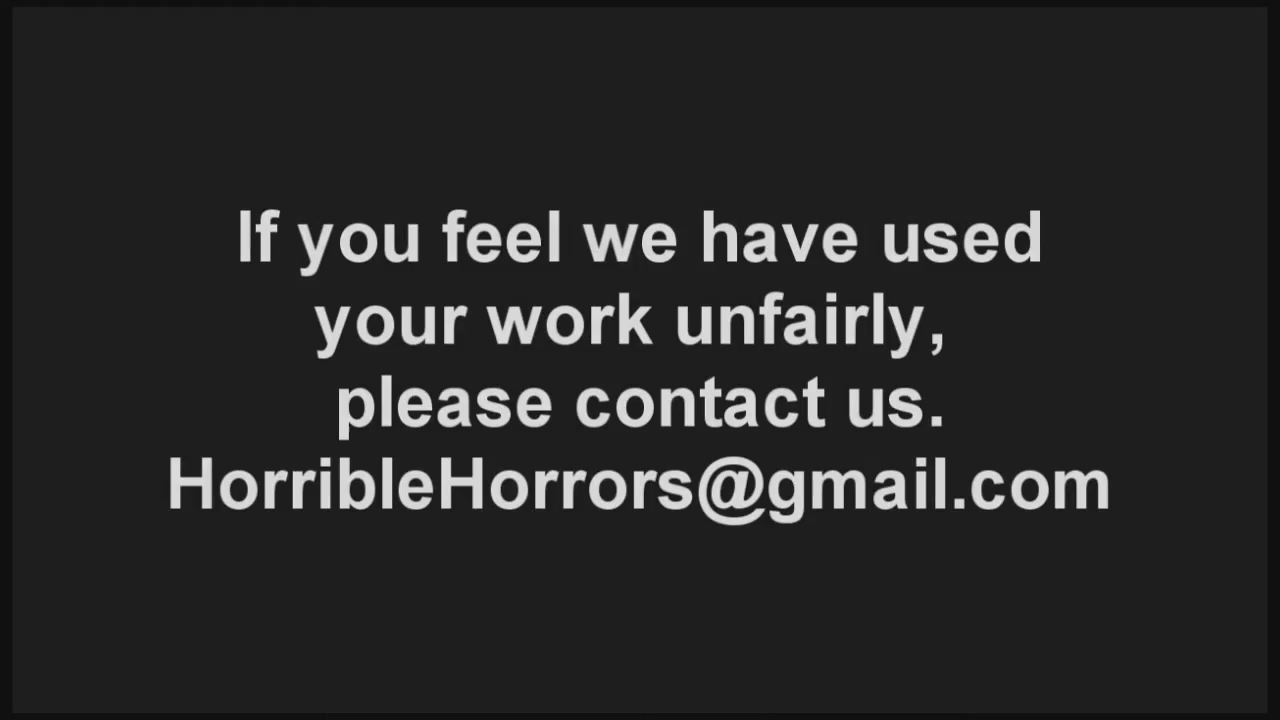 If you feel we have used
your work unfairly,
please contact us.
HorribleHorrors@gmail.com